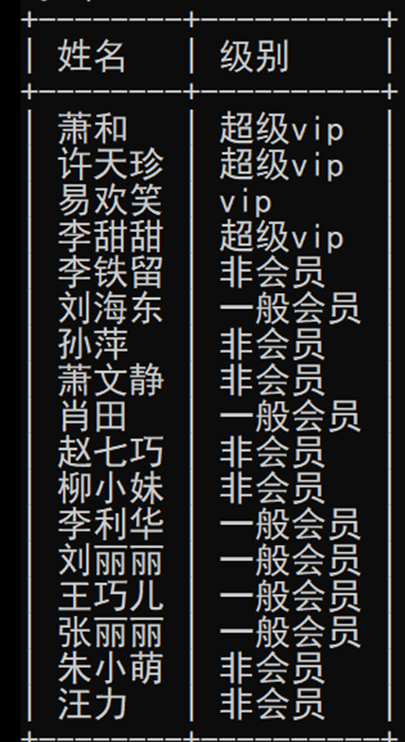 姓名 级别
萧和 超级vip
许天珍 超级vip
易欢笑 vip
李甜甜 超级vip
李铁留 非会员
刘海东 一般会员
孙萍 非会员
萧文静 非会员
肖田 一般会员
赵七巧 非会员
柳小妹 非会员
李利华 一般会员
刘丽丽 一般会员
王巧儿 一般会员
张丽丽 一般会员
朱小萌 非会员
汪力 非会员